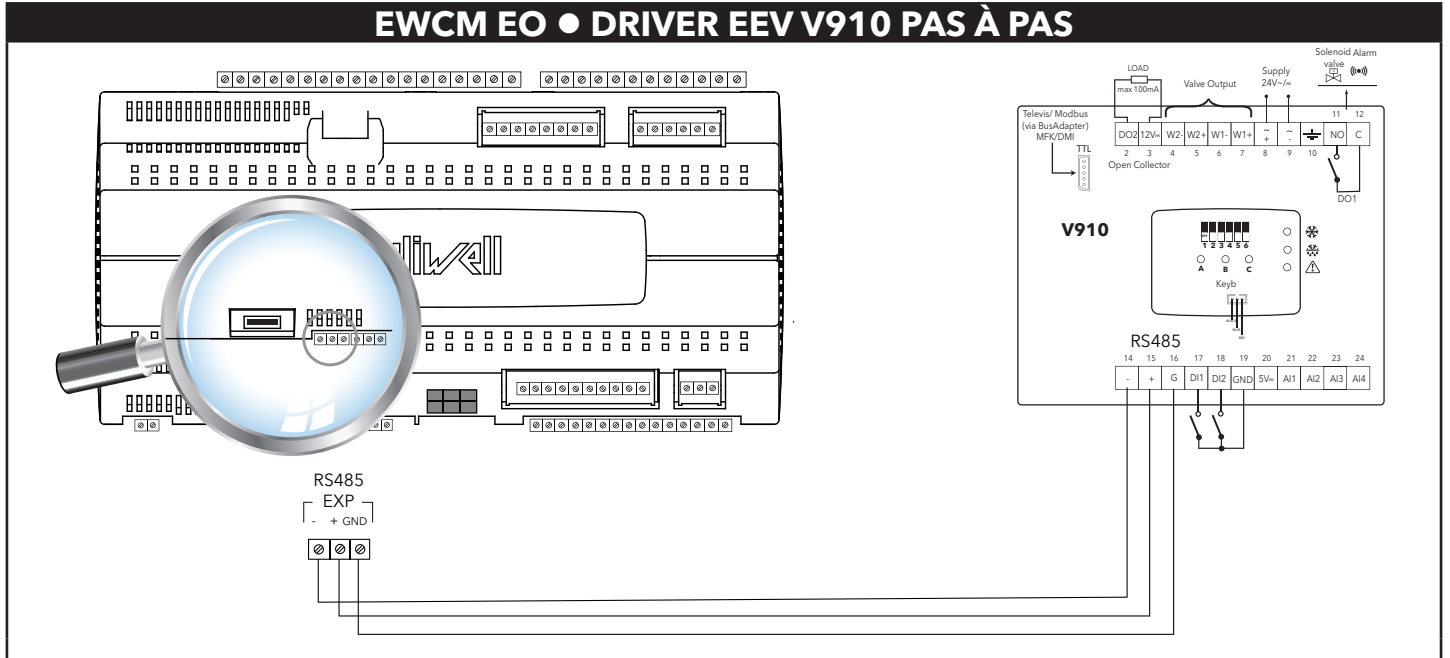 EWCM EO ● DRIVER EEV V910 PAS À PAS
eliwell
RS485
EXP
- + GND
Solenoid Alarm
valve
LOAD
max 100mA
Valve Output
Supply
24V~/⎓
Televis/ Modbus
(via BusAdapter)
MFK/DMI
TTL
11 12
DO2 12V⎓ W2- W2+ W1- W1+ ~+ ~- NO C
2 3 4 5 6 7 8 9 10
Open Collector
DO1
V910
1 2 3 4 5 6
A B C
Keyb
RS485
14 15 16 17 18 19 20 21 22 23 24
- + G DI1 DI2 GND 5V⎓ AI1 AI2 AI3 AI4